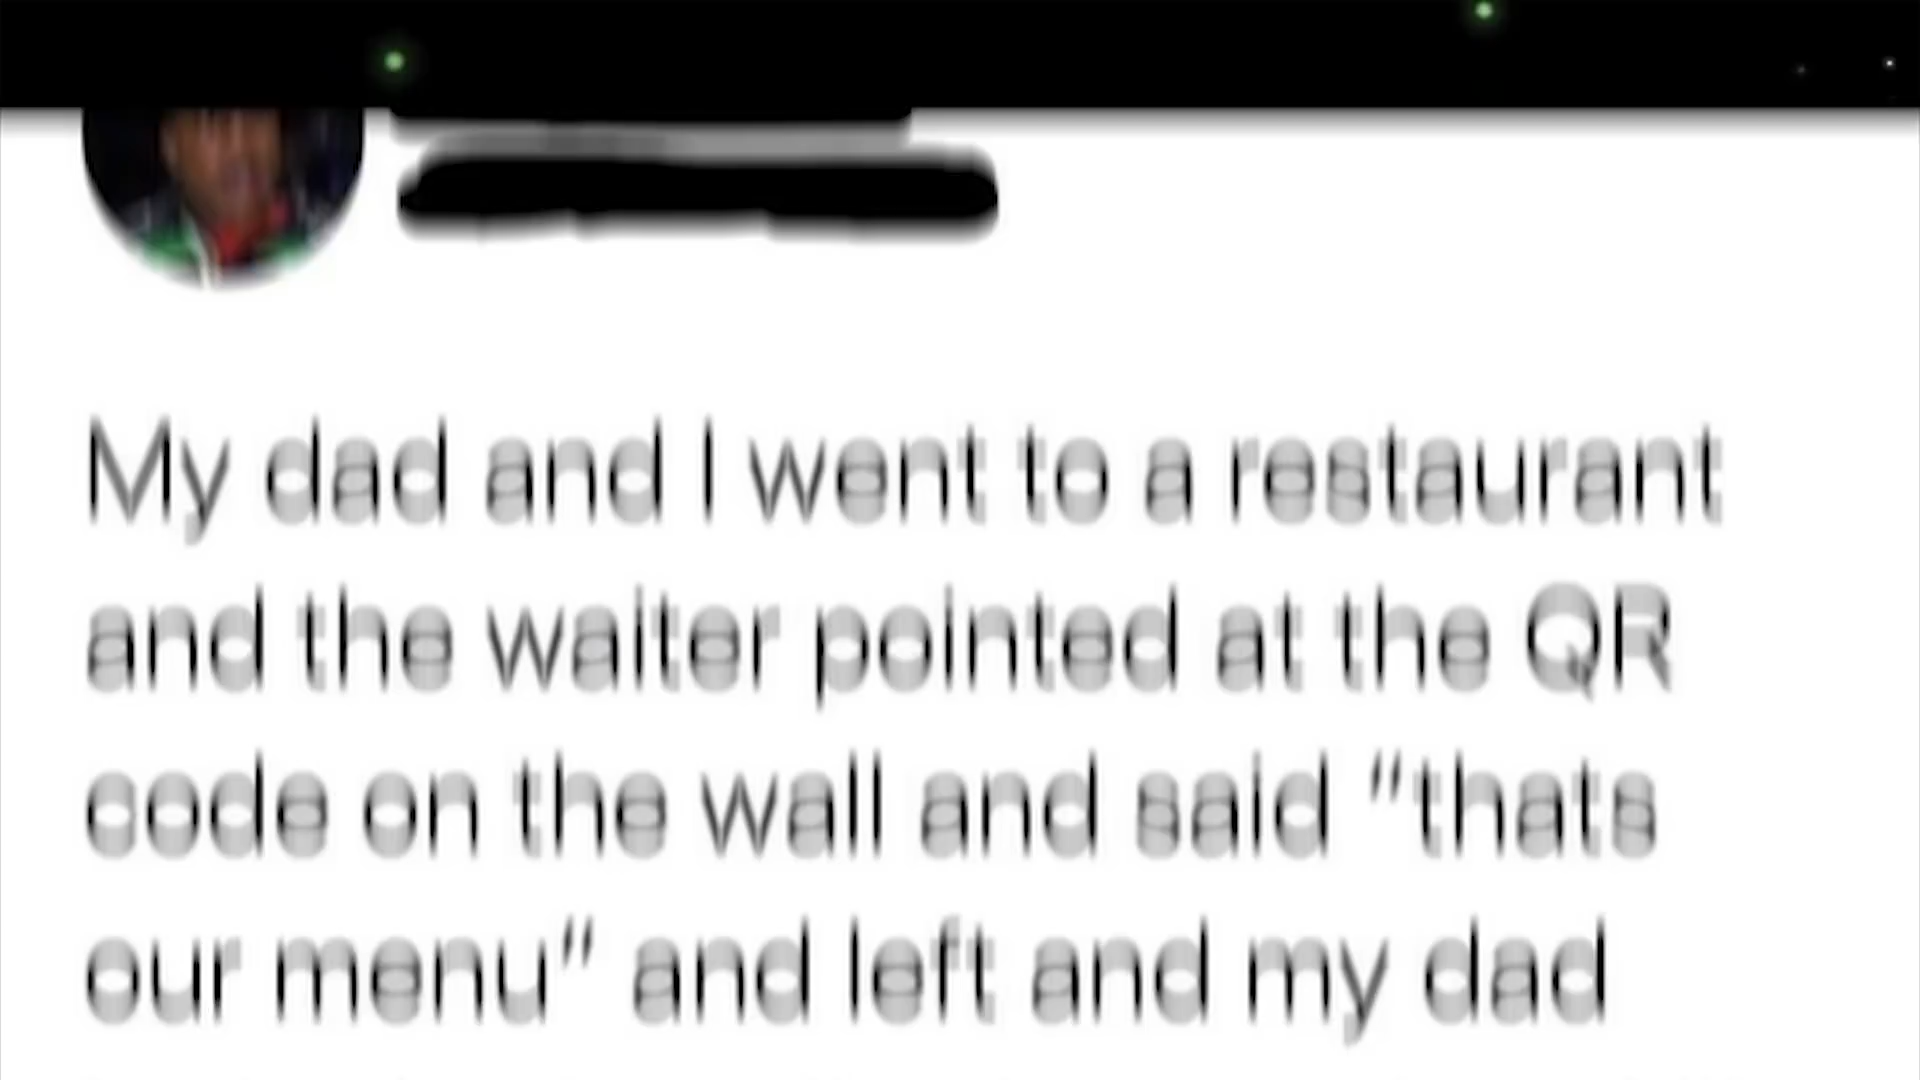 My dad and I went to a restaurant
and the waiter pointed at the QR
code on the wall and said "thats
our menu" and left and my dad